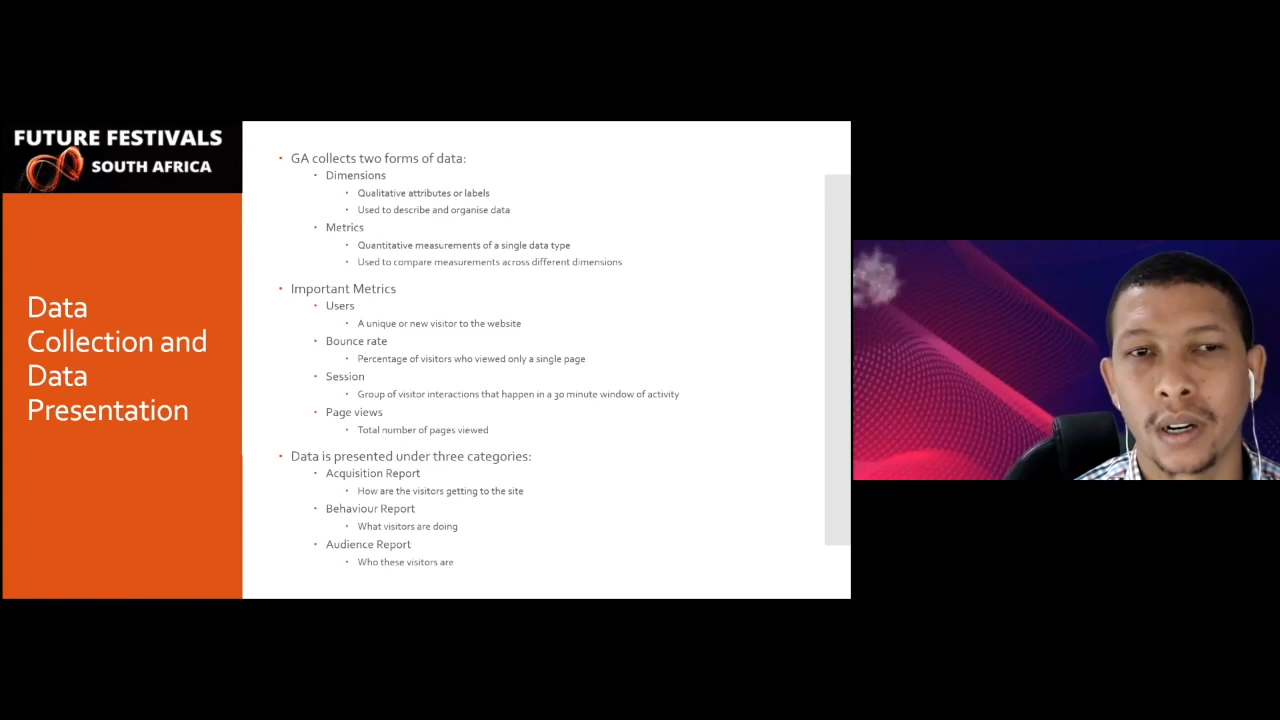 FUTURE FESTIVALS
SOUTH AFRICA
Data
Collection and
Data
Presentation
GA collects two forms of data:
Dimensions
Qualitative attributes or labels
Used to describe and organise data
Metrics
Quantitative measurements of a single data type
Used to compare measurements across different dimensions
Important Metrics
Users
A unique or new visitor to the website
Bounce rate
Percentage of visitors who viewed only a single page
Session
Group of visitor interactions that happen in a 30 minute window of activity
Page views
Total number of pages viewed
Data is presented under three categories:
Acquisition Report
How are the visitors getting to the site
Behaviour Report
What visitors are doing
Audience Report
Who these visitors are